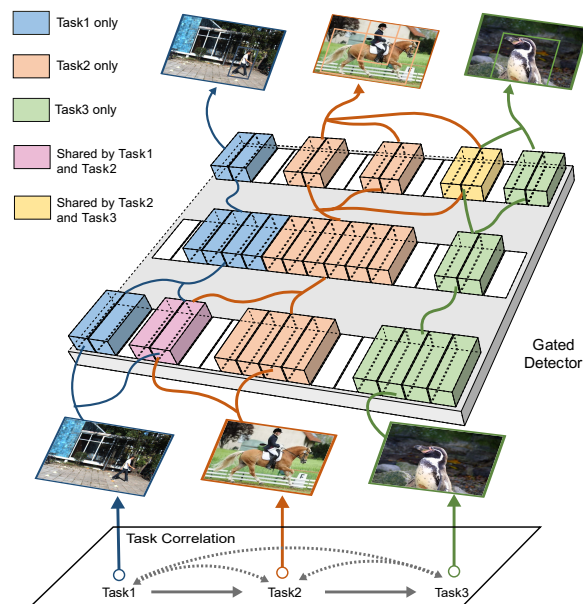 Task1 only
Task2 only
Task3 only
Shared by Task1
and Task2
Shared by Task2
and Task3
Gated
Detector
Task Correlation
Task1
Task2
Task3